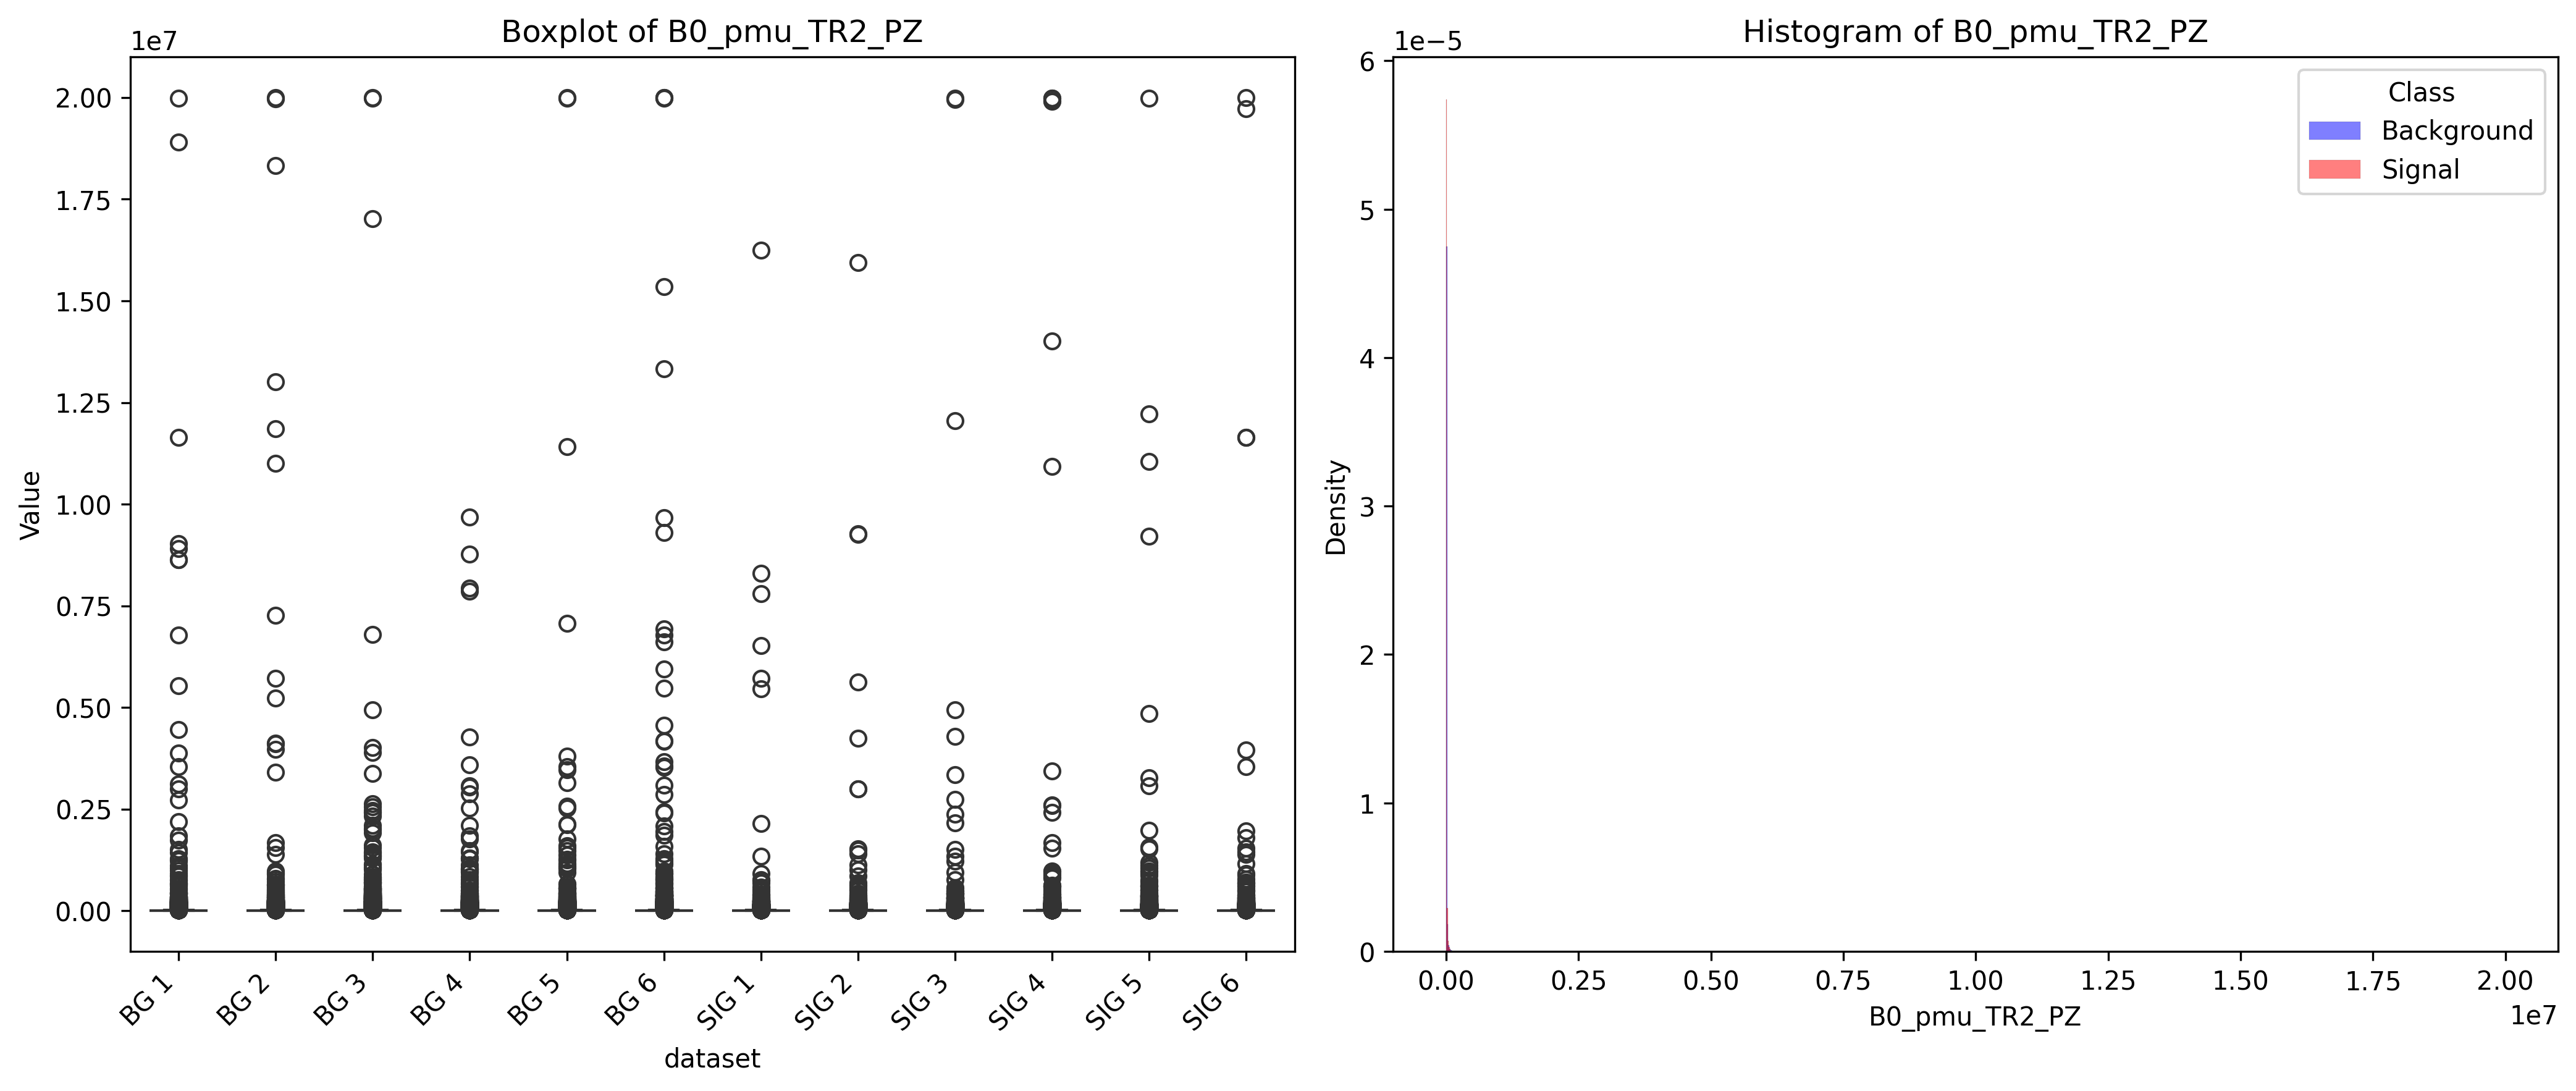 Boxplot of B0_pmu_TR2_PZ
1e7
2.00
1.75
1.50
1.25
1.00
0.75
0.50
0.25
0.00
Value
BG 1
BG 2
BG 3
BG 4
BG 5
BG 6
SIG 1
SIG 2
SIG 3
SIG 4
SIG 5
SIG 6
dataset
Histogram of B0_pmu_TR2_PZ
1e−5
6
5
4
3
2
1
0
Density
Class
Background
Signal
0.00
0.25
0.50
0.75
1.00
1.25
1.50
1.75
2.00
1e7
B0_pmu_TR2_PZ